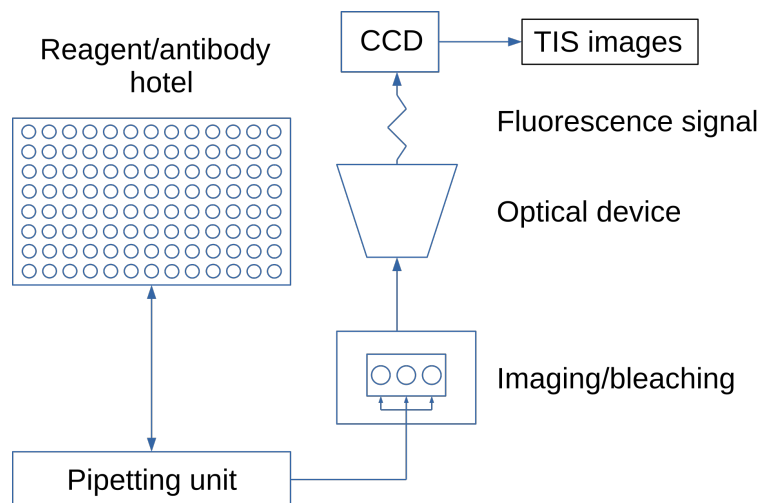 Reagent/antibody
hotel
CCD
TIS images
Fluorescence signal
Optical device
Imaging/bleaching
Pipetting unit